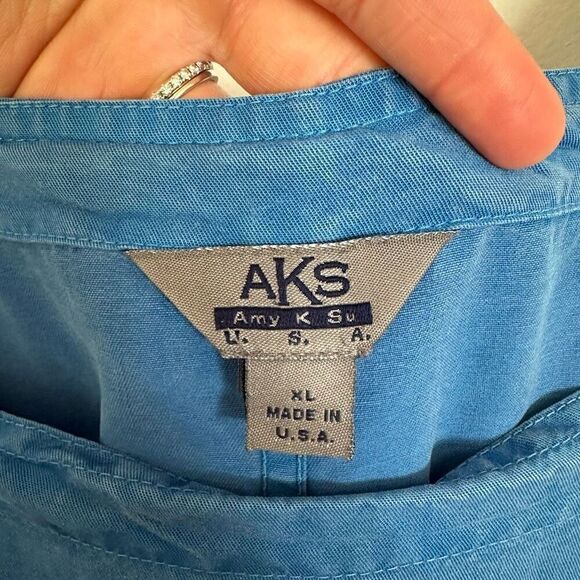 AKS
Amy K Su
U. S. A.
XL
MADE IN
U.S.A.